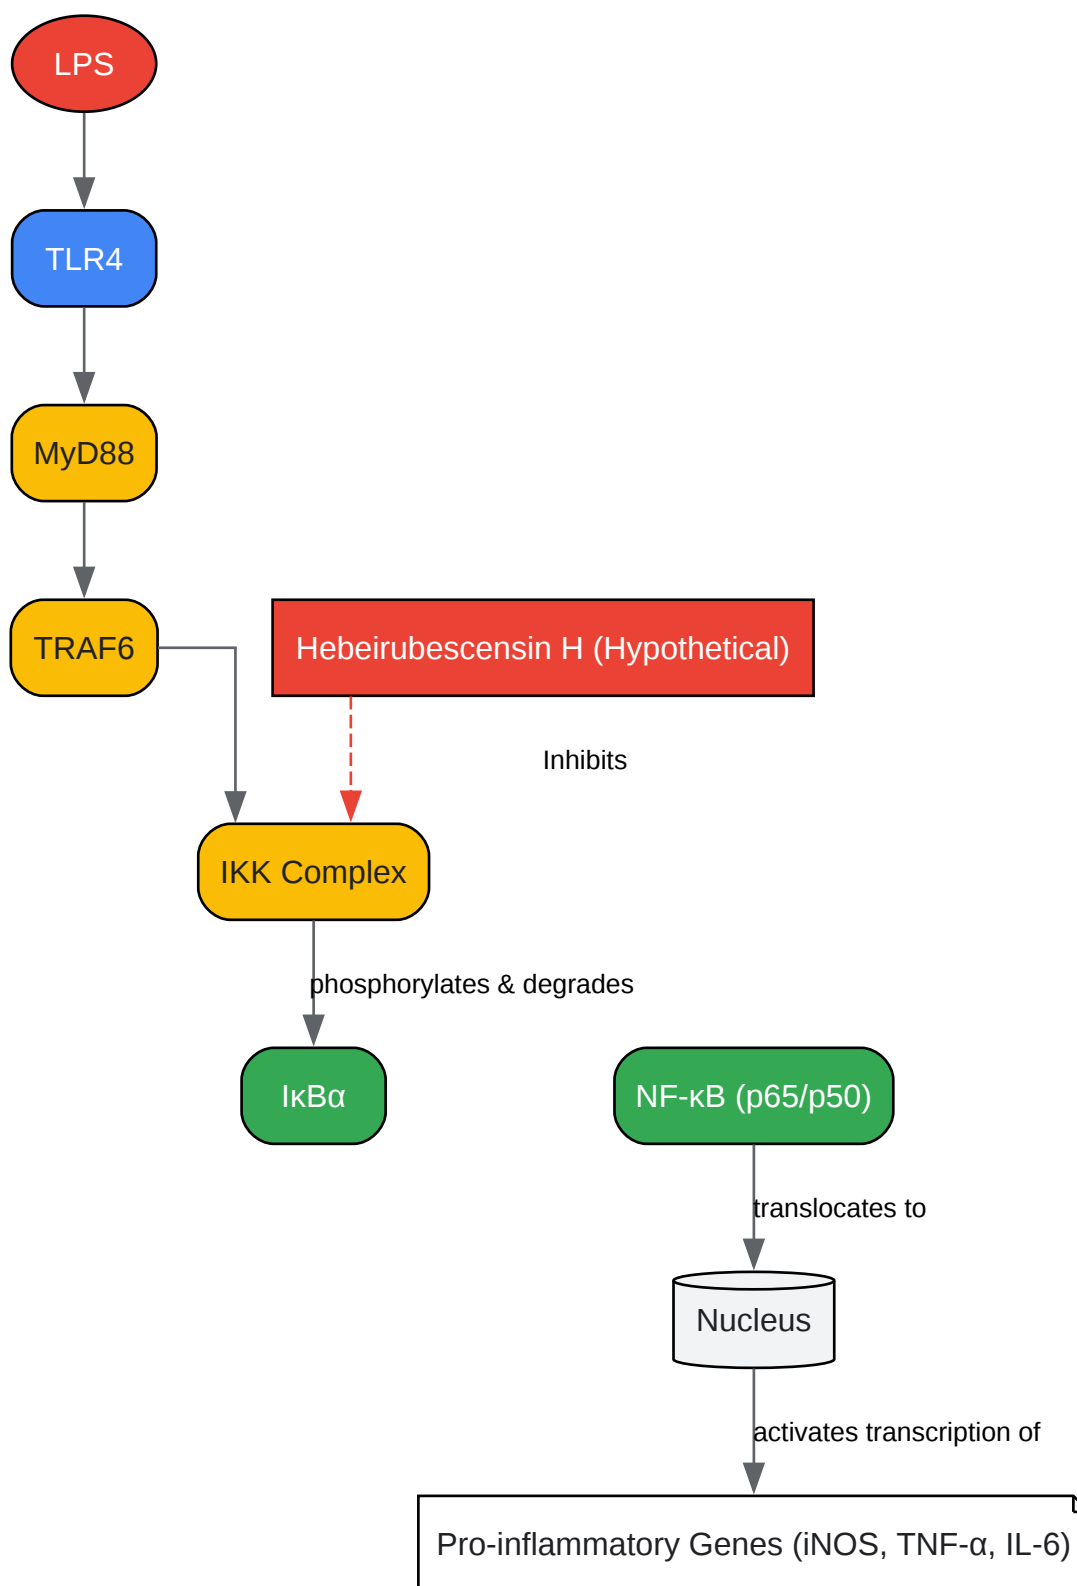 LPS
TLR4
MyD88
TRAF6
Hebeirubescensin H (Hypothetical)
Inhibits
IKK Complex
phosphorylates & degrades
IκBα
NF-κB (p65/p50)
translocates to
Nucleus
activates transcription of
Pro-inflammatory Genes (iNOS, TNF-α, IL-6)